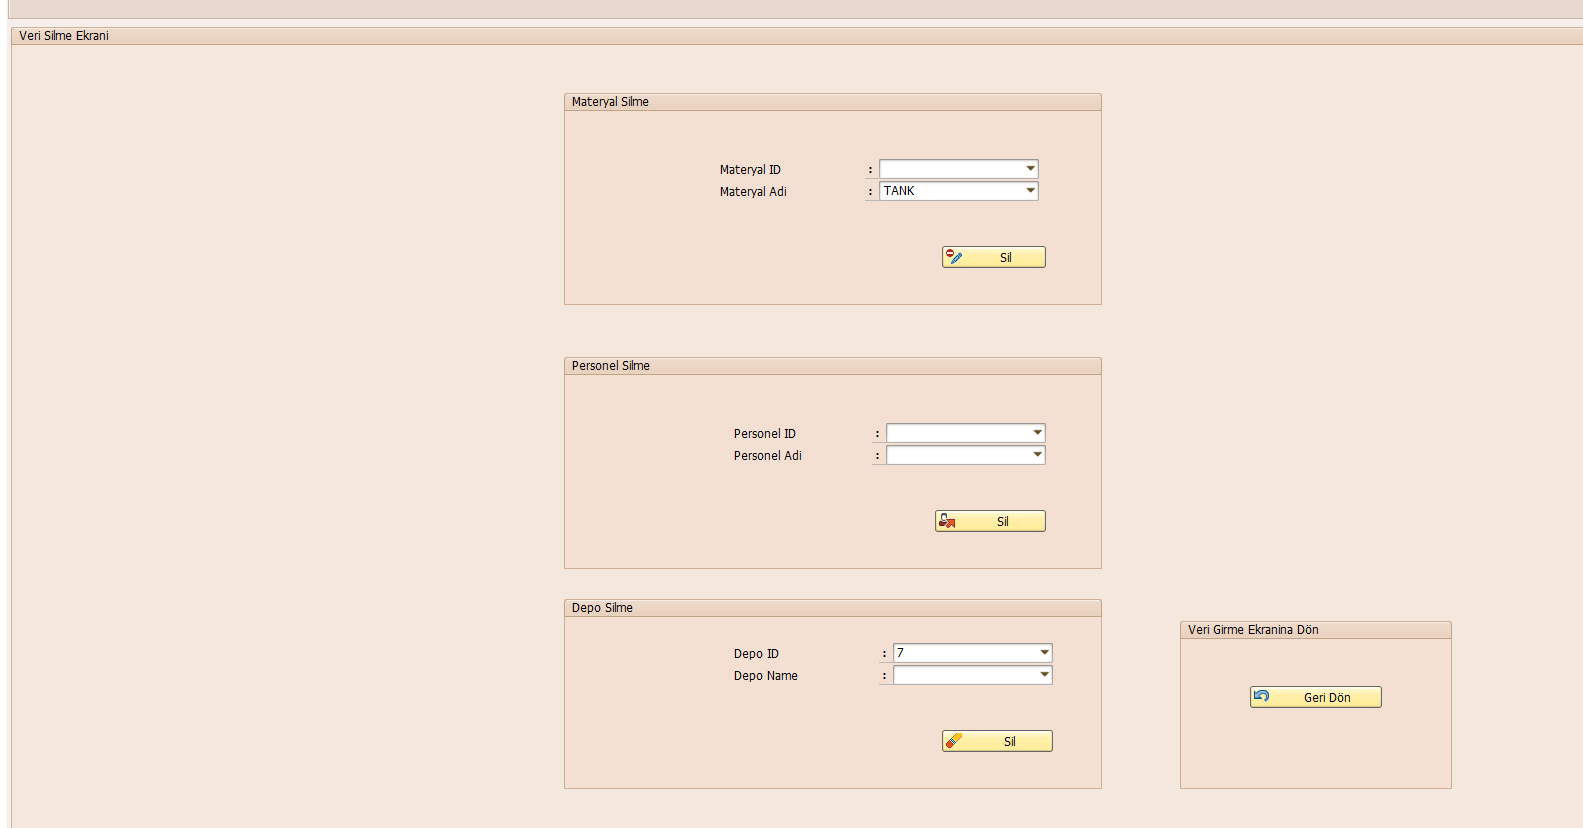 Veri Silme Ekrani
Materyal Silme
Materyal ID :
Materyal Adi : TANK
Sil
Personel Silme
Personel ID :
Personel Adi :
Sil
Depo Silme
Depo ID : 7
Depo Name :
Sil
Veri Girme Ekranina Dön
Geri Dön